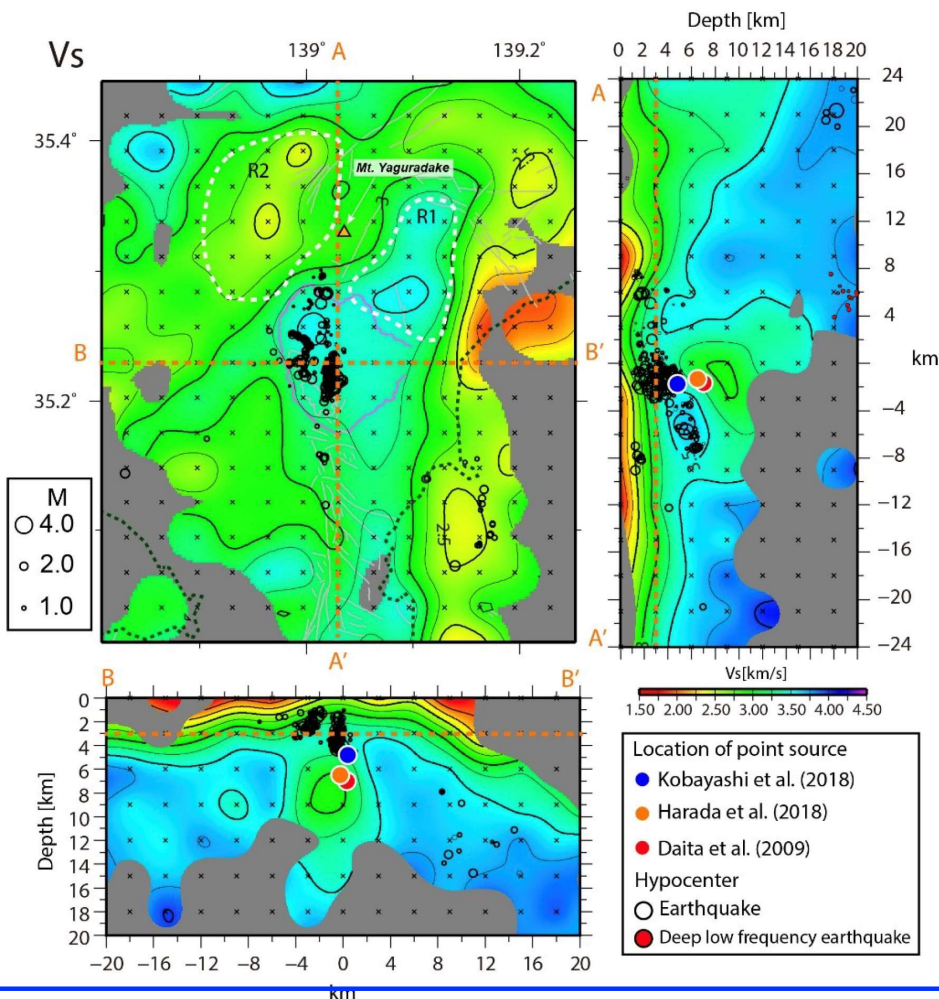 Vs
139°
A
139.2°
35.4°
R2
Mt. Yaguradake
R1
2.5
3
B
B'
35.2°
2.5
M
4.0
2.0
1.0
A'
Depth [km]
0 4 8 12 16 20
A
24
20
16
12
8
4
km
−4
−8
−12
−16
−20
−24
A'
B
B'
0
2
4
6
8
10
12
14
16
18
20
Depth [km]
−20 −16 −12 −8 −4 0 4 8 12 16 20
km
Vs[km/s]
1.50 2.00 2.50 3.00 3.50 4.00 4.50
Location of point source
Kobayashi et al. (2018)
Harada et al. (2018)
Daita et al. (2009)
Hypocenter
Earthquake
Deep low frequency earthquake